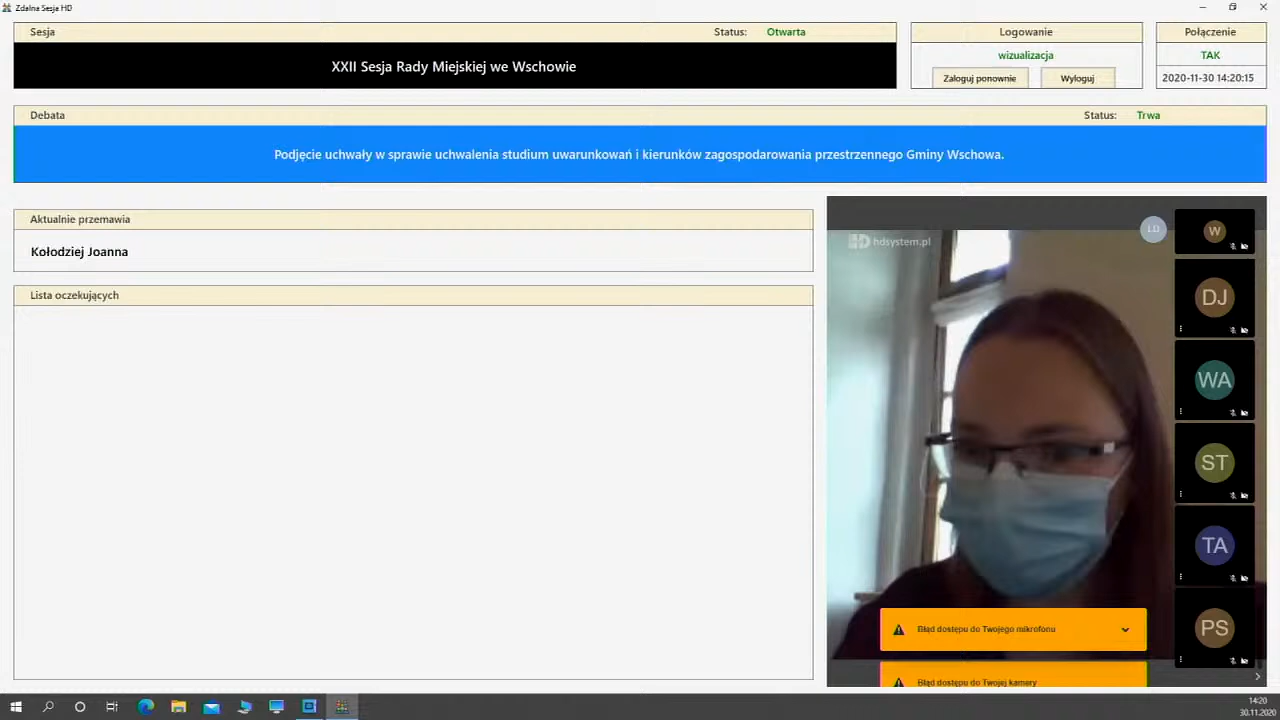 Zdalna Sesja HD
Sesja
Status: Otwarta
XXII Sesja Rady Miejskiej we Wschowie
Logowanie
wizualizacja
Zaloguj ponownie
Wyloguj
Połączenie
TAK
2020-11-30 14:20:15
Debata
Status: Trwa
Podjęcie uchwały w sprawie uchwalenia studium uwarunkowań i kierunków zagospodarowania przestrzennego Gminy Wschowa.
Aktualnie przemawia
Kołodziej Joanna
Lista oczekujących
hdsystem.pl
LD
W
DJ
WA
ST
TA
PS
Błąd dostępu do Twojego mikrofonu
Błąd dostępu do Twojej kamery
14:20
30.11.2020